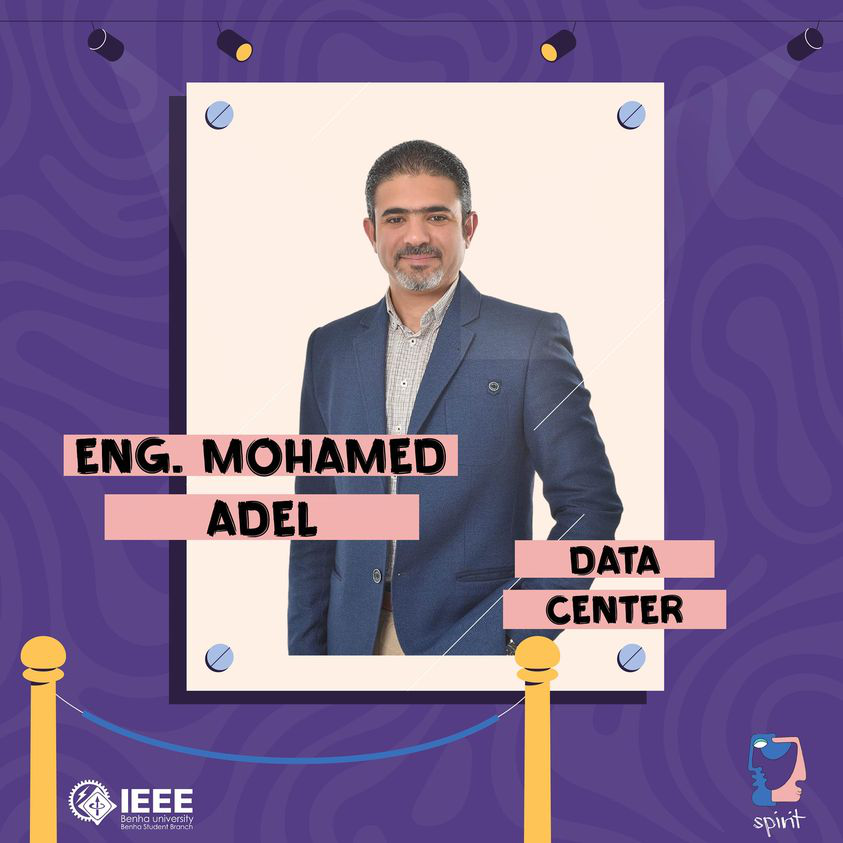 ENG. MOHAMED
ADEL
DATA
CENTER
IEEE
Benha university
Benha Student Branch
spirit